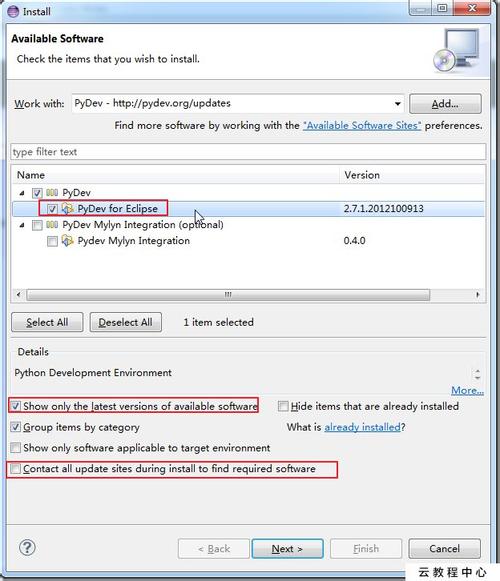 Install
Available Software
Check the items that you wish to install.
Work with: PyDev - http://pydev.org/updates Add...
Find more software by working with the "Available Software Sites" preferences.
type filter text
Name Version
PyDev
PyDev for Eclipse 2.7.1.2012100913
PyDev Mylyn Integration (optional)
Pydev Mylyn Integration 0.4.0
Select All Deselect All 1 item selected
Details
Python Development Environment
More...
Show only the latest versions of available software Hide items that are already installed
Group items by category What is already installed?
Show only software applicable to target environment
Contact all update sites during install to find required software
? < Back Next > Finish Cancel
云教程中心